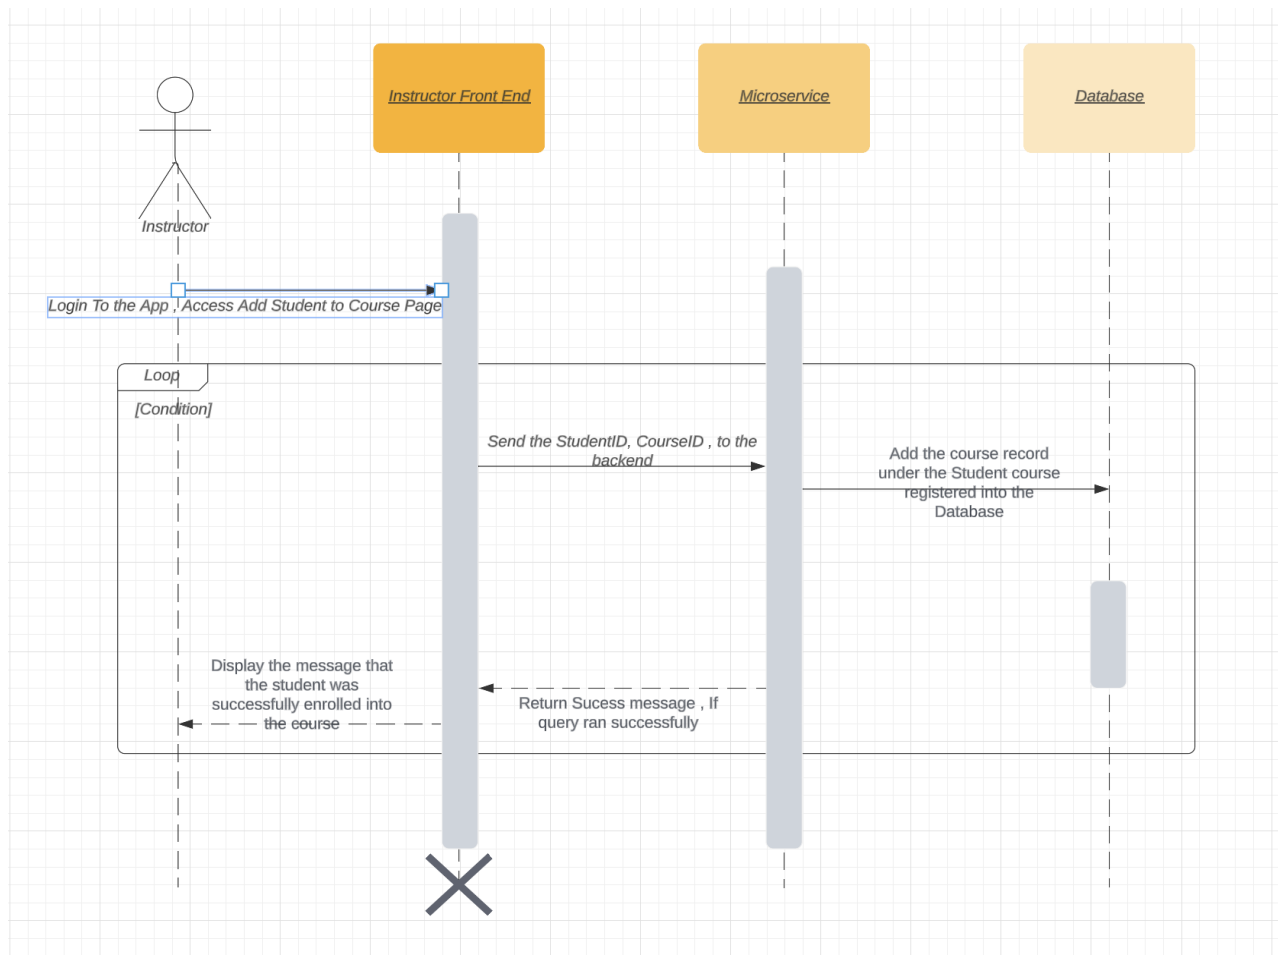 Instructor Front End
Microservice
Database
Instructor
Login To the App , Access Add Student to Course Page
Loop
[Condition]
Send the StudentID, CourseID , to the
backend
Add the course record
under the Student course
registered into the
Database
Display the message that
the student was
successfully enrolled into
the course
Return Sucess message , If
query ran successfully